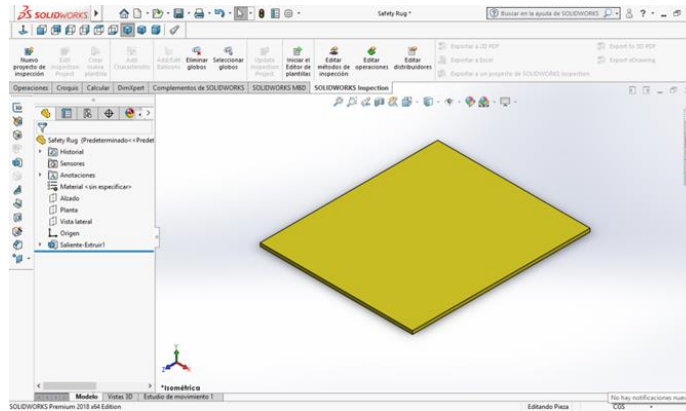 SOLIDWORKS
Safety Rug *
Buscar en la ayuda de SOLIDWORKS
Nuevo proyecto de inspección
Edit Inspection Project
Crear nueva plantilla
Add Characteristic
Add/Edit Balloons
Eliminar globos
Seleccionar globos
Update Inspection Project
Iniciar el Editor de plantillas
Editar métodos de inspección
Editar operaciones
Editar distribuidores
Exportar a 2D PDF
Exportar a Excel
Exportar a un proyecto de SOLIDWORKS Inspection
Export to 3D PDF
Export eDrawing
Operaciones Croquis Calcular DimXpert Complementos de SOLIDWORKS SOLIDWORKS MBD SOLIDWORKS Inspection
Safety Rug (Predeterminado<<Predet
Historial
Sensores
Anotaciones
Material <sin especificar>
Alzado
Planta
Vista lateral
Origen
Saliente-Extruir1
*Isométrica
Modelo Vistas 3D Estudio de movimiento 1
SOLIDWORKS Premium 2018 x64 Edition
Editando Pieza
CGS
No hay notificaciones nuev